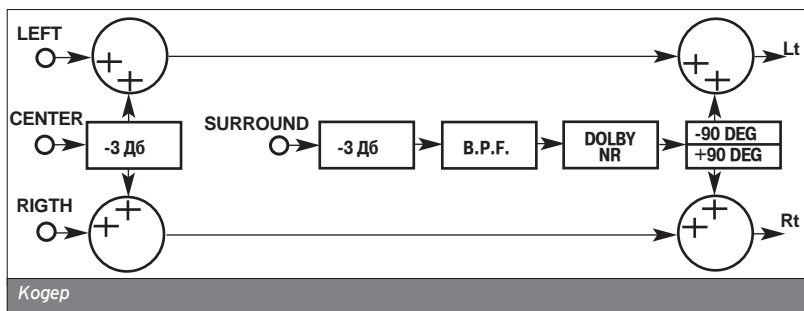 LEFT
Lt
CENTER
-3 Дб
SURROUND
-3 Дб
B.P.F.
DOLBY
NR
-90 DEG
+90 DEG
RIGTH
Rt
Кодер